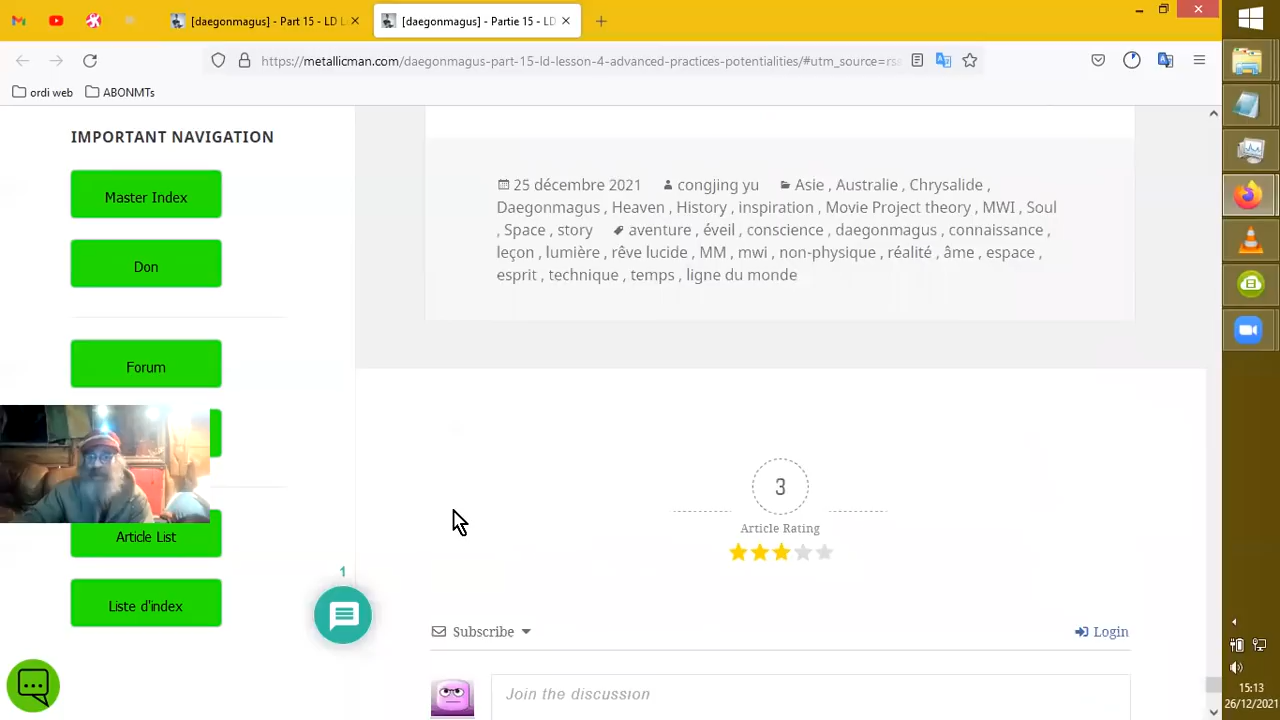 [daegonmagus] - Part 15 - LD L
[daegonmagus] - Partie 15 - LD
https://metallicman.com/daegonmagus-part-15-ld-lesson-4-advanced-practices-potentialities/#utm_source=rs
ordi web
ABONMTs
IMPORTANT NAVIGATION
Master Index
Don
Forum
Article List
Liste d'index
25 décembre 2021 congjing yu Asie , Australie , Chrysalide ,
Daegonmagus , Heaven , History , inspiration , Movie Project theory , MWI , Soul
, Space , story aventure , éveil , conscience , daegonmagus , connaissance ,
leçon , lumière , rêve lucide , MM , mwi , non-physique , réalité , âme , espace ,
esprit , technique , temps , ligne du monde
3
Article Rating
1
Subscribe
Login
Join the discussion
15:13
26/12/2021